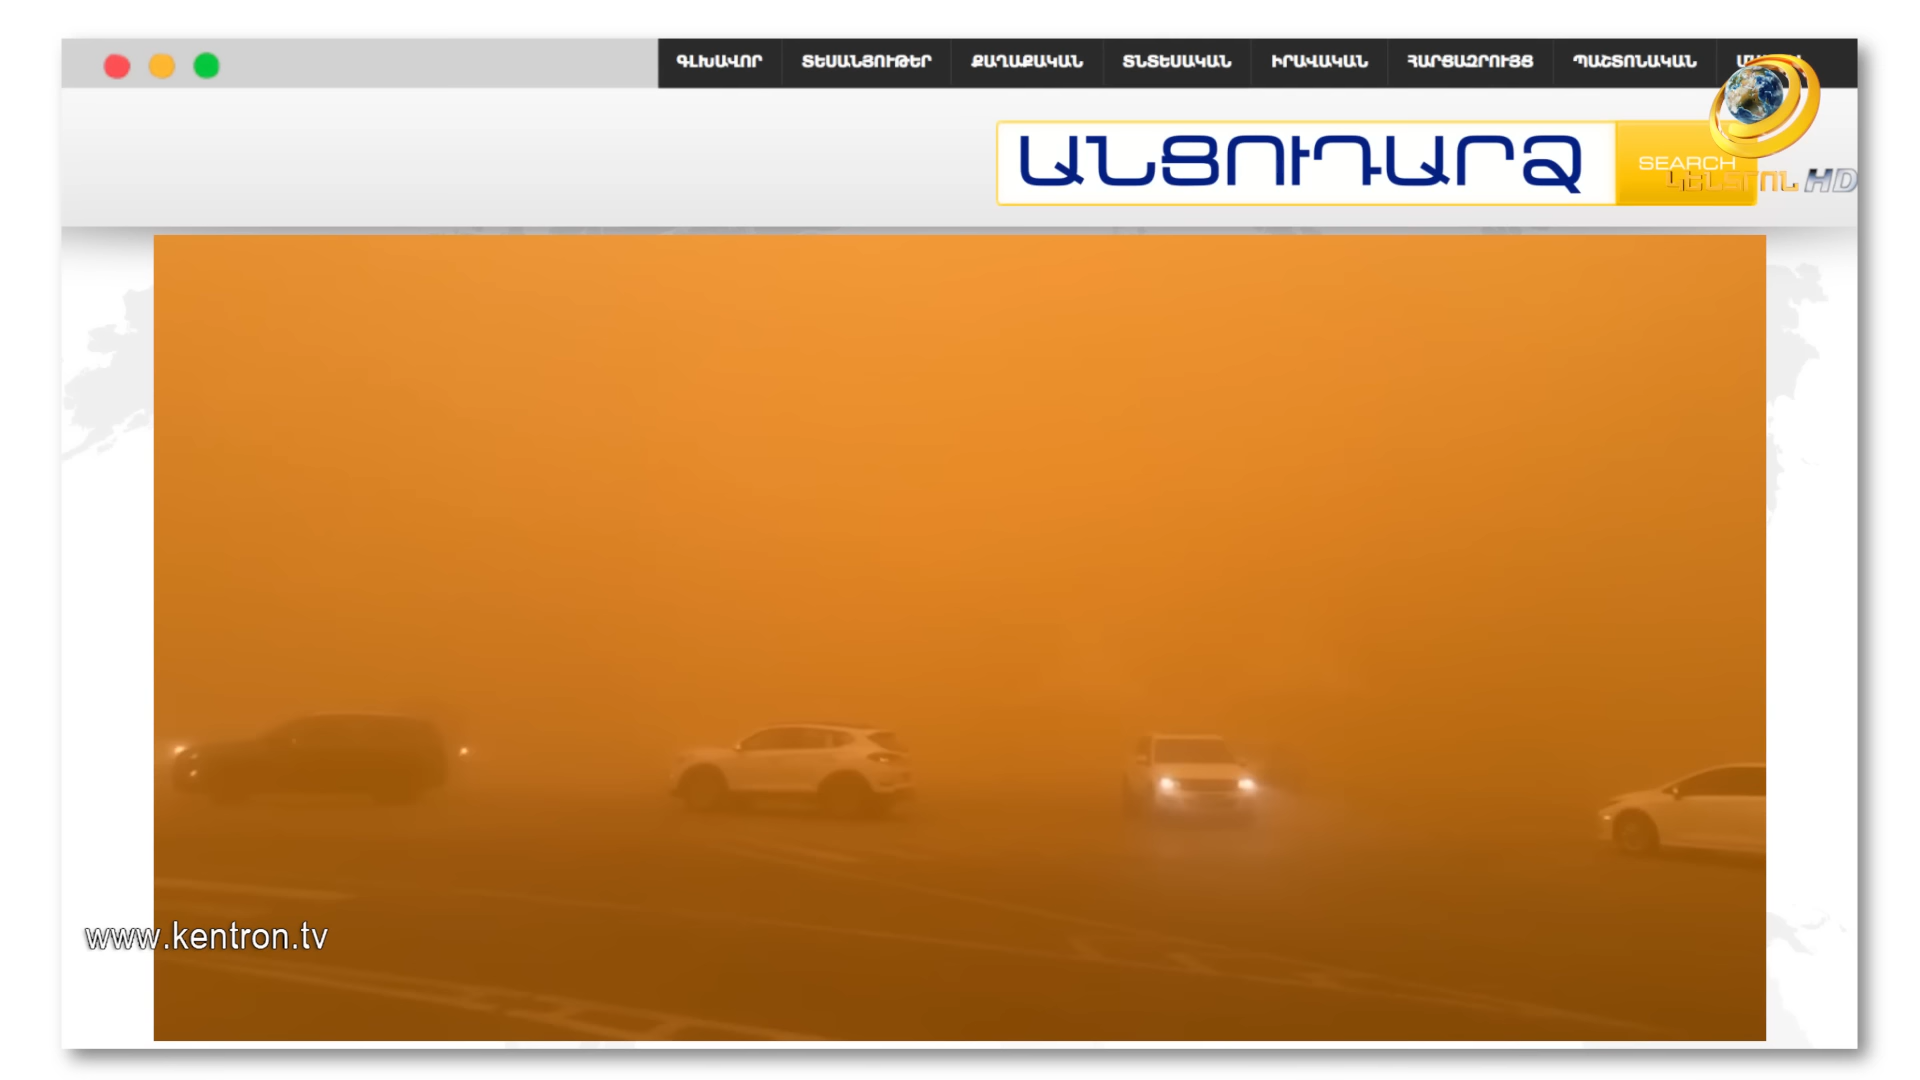 ԳԼԽԱՎՈՐ ՏԵՍԱՆՅՈՒԹԵՐ ՔԱՂԱՔԱԿԱՆ ՏՆՏԵՍԱԿԱՆ ԻՐԱՎԱԿԱՆ ՀԱՐՑԱԶՐՈՒՅՑ ՊԱՇՏՈՆԱԿԱՆ
ԱՆՑՈՒԴԱՐՁ
SEARCH
ԿԵՆՏՐՈՆ HD
www.kentron.tv